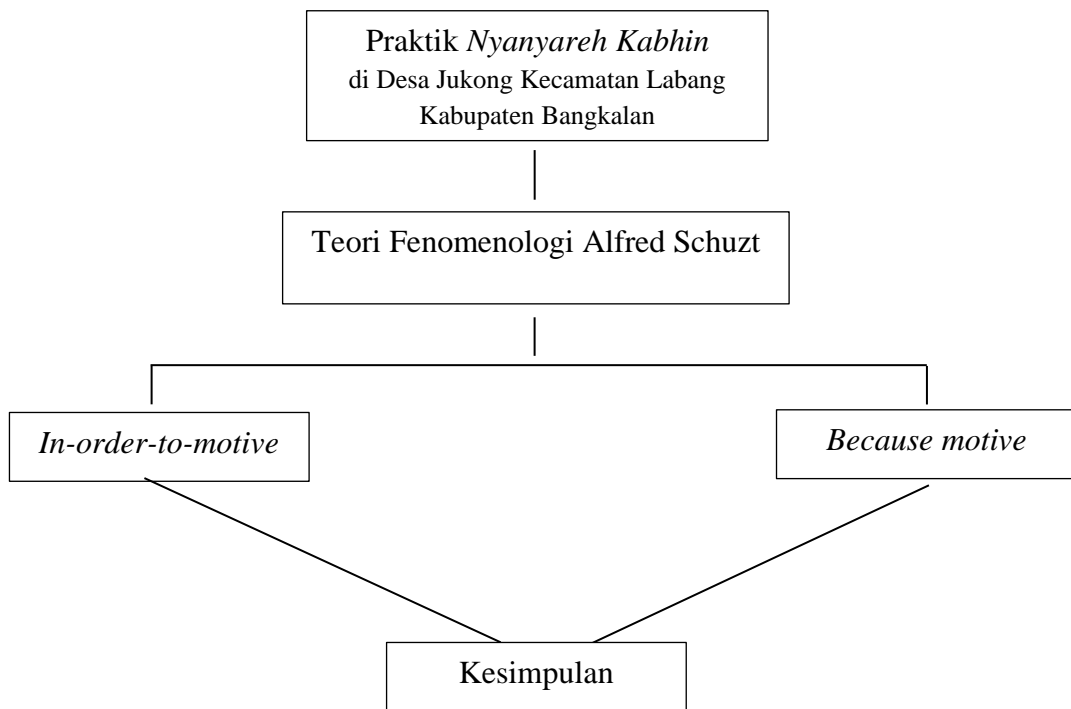 Praktik Nyanyareh Kabhin
di Desa Jukong Kecamatan Labang
Kabupaten Bangkalan
Teori Fenomenologi Alfred Schuzt
In-order-to-motive
Because motive
Kesimpulan